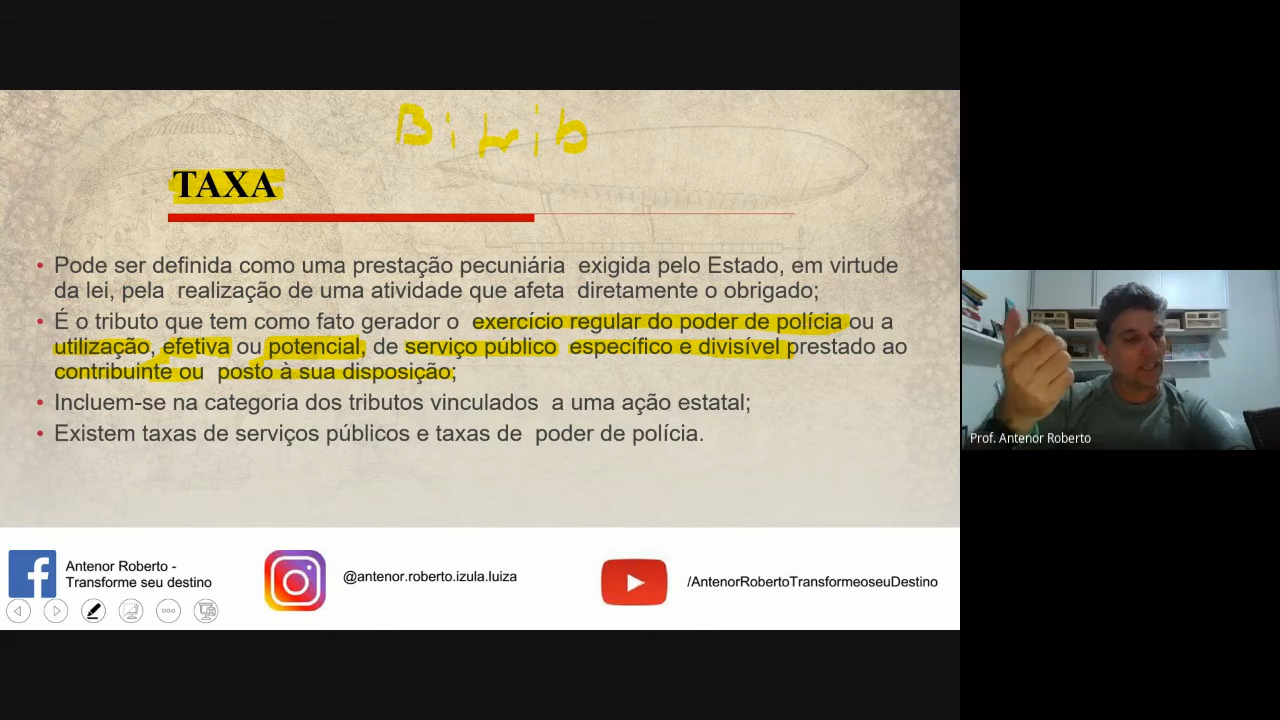 TAXA
Pode ser definida como uma prestação pecuniária exigida pelo Estado, em virtude
da lei, pela realização de uma atividade que afeta diretamente o obrigado;
É o tributo que tem como fato gerador o exercício regular do poder de polícia ou a
utilização, efetiva ou potencial, de serviço público específico e divisível prestado ao
contribuinte ou posto à sua disposição;
Incluem-se na categoria dos tributos vinculados a uma ação estatal;
Existem taxas de serviços públicos e taxas de poder de polícia.
Antenor Roberto -
Transforme seu destino
@antenor.roberto.izula.luiza
/AntenorRobertoTransformeoseuDestino
Prof. Antenor Roberto